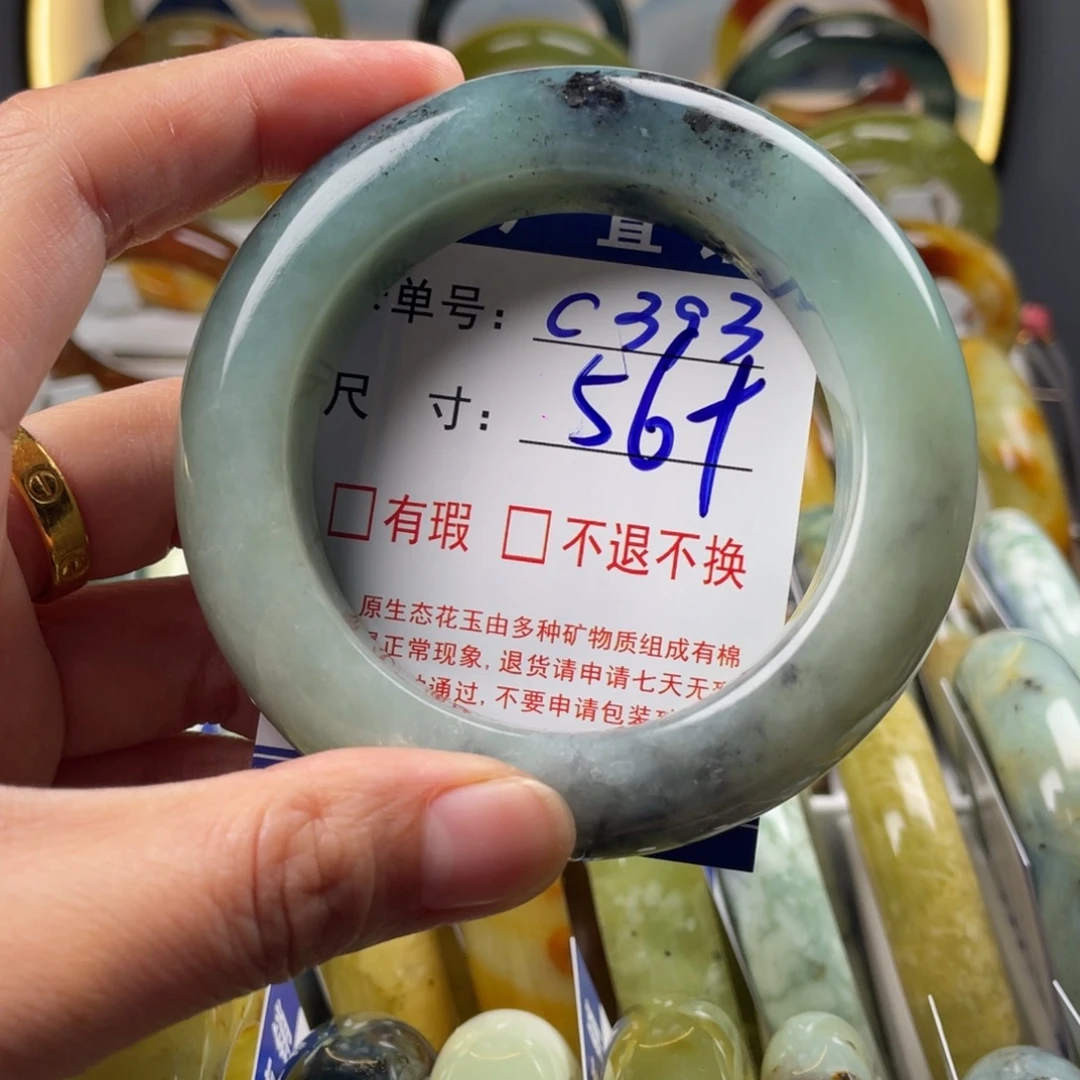 直
单号: C393
尺 寸: 56+
□有瑕 □不退不换
原生态花玉由多种矿物质组成有棉
正常现象, 退货请申请七天无
通过, 不要申请包装